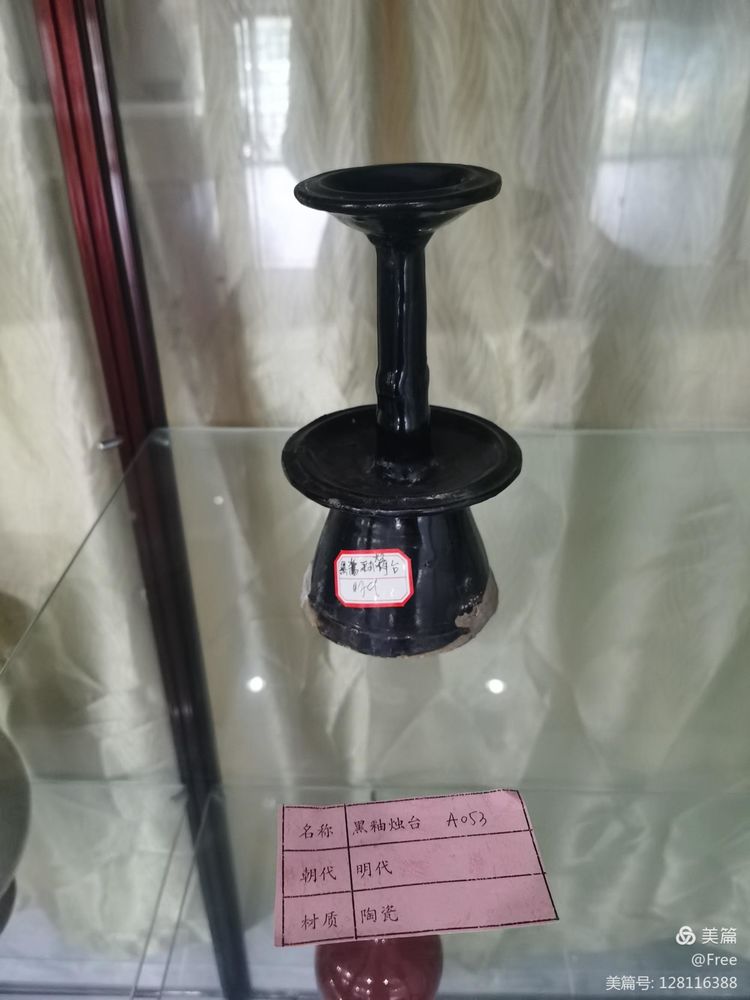 名称 黑釉烛台 A053
朝代 明代
材质 陶瓷
美篇
@Free
美篇号: 128116388